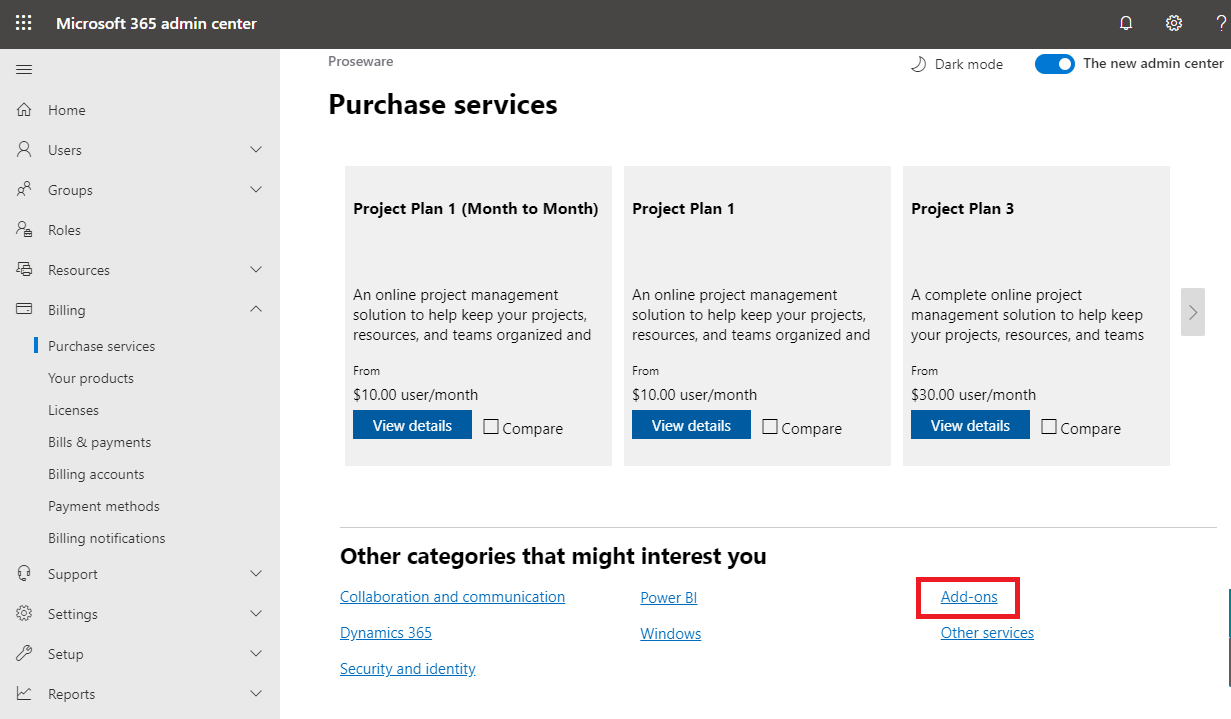 Microsoft 365 admin center
?
Proseware
Dark mode
The new admin center
Purchase services
Home
Users
Groups
Roles
Resources
Billing
Purchase services
Your products
Licenses
Bills & payments
Billing accounts
Payment methods
Billing notifications
Support
Settings
Setup
Reports
Project Plan 1 (Month to Month)
An online project management
solution to help keep your projects,
resources, and teams organized and
From
$10.00 user/month
View details
Compare
Project Plan 1
An online project management
solution to help keep your projects,
resources, and teams organized and
From
$10.00 user/month
View details
Compare
Project Plan 3
A complete online project
management solution to help keep
your projects, resources, and teams
From
$30.00 user/month
View details
Compare
Other categories that might interest you
Collaboration and communication
Power BI
Add-ons
Dynamics 365
Windows
Other services
Security and identity